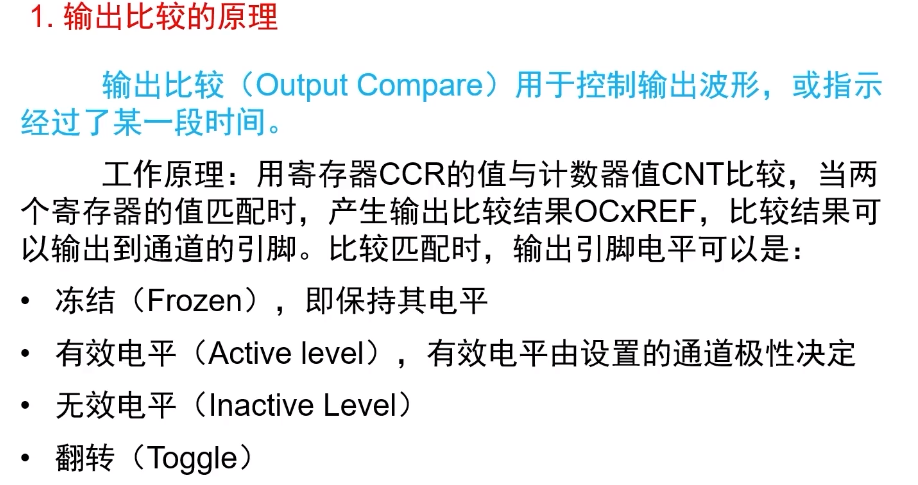 1. 输出比较的原理
输出比较（Output Compare）用于控制输出波形，或指示
经过了某一段时间。
工作原理：用寄存器CCR的值与计数器值CNT比较，当两
个寄存器的值匹配时，产生输出比较结果OCxREF，比较结果可
以输出到通道的引脚。比较匹配时，输出引脚电平可以是：
• 冻结（Frozen），即保持其电平
• 有效电平（Active level），有效电平由设置的通道极性决定
• 无效电平（Inactive Level）
• 翻转（Toggle）